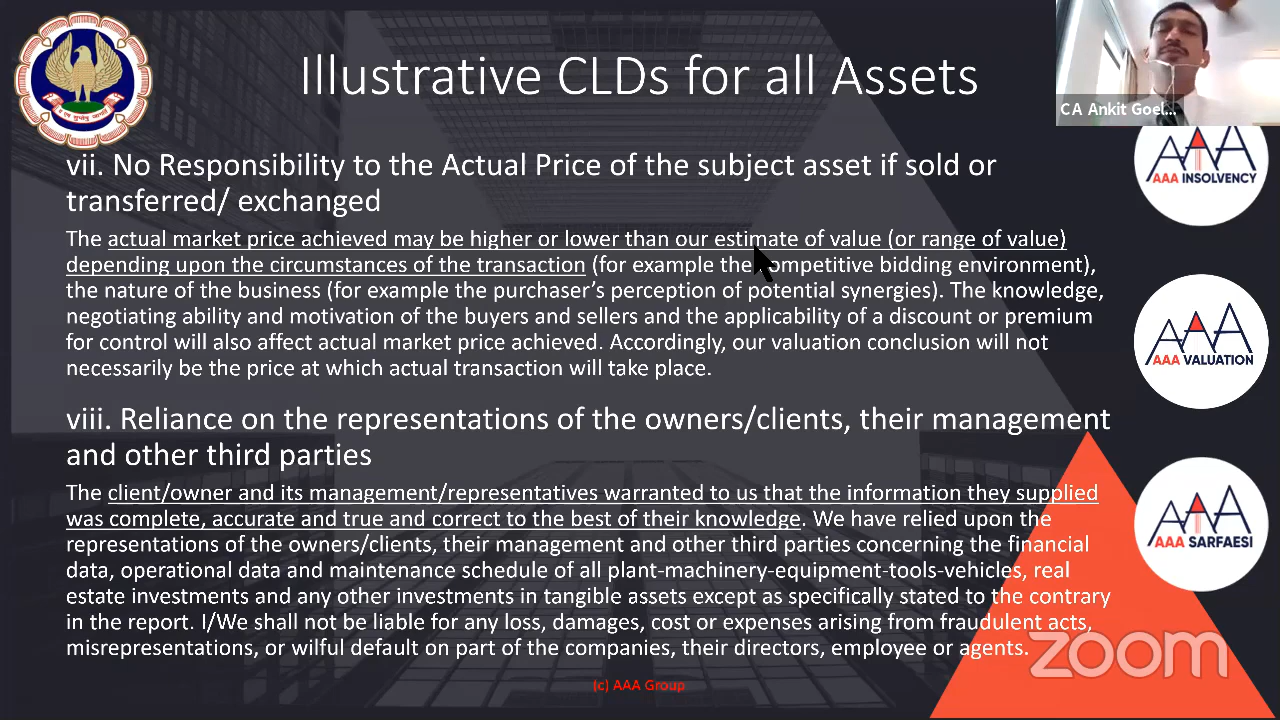 Illustrative CLDs for all Assets
CA Ankit Goel...
vii. No Responsibility to the Actual Price of the subject asset if sold or
transferred/ exchanged
The actual market price achieved may be higher or lower than our estimate of value (or range of value)
depending upon the circumstances of the transaction (for example the competitive bidding environment),
the nature of the business (for example the purchaser's perception of potential synergies). The knowledge,
negotiating ability and motivation of the buyers and sellers and the applicability of a discount or premium
for control will also affect actual market price achieved. Accordingly, our valuation conclusion will not
necessarily be the price at which actual transaction will take place.
viii. Reliance on the representations of the owners/clients, their management
and other third parties
The client/owner and its management/representatives warranted to us that the information they supplied
was complete, accurate and true and correct to the best of their knowledge. We have relied upon the
representations of the owners/clients, their management and other third parties concerning the financial
data, operational data and maintenance schedule of all plant-machinery-equipment-tools-vehicles, real
estate investments and any other investments in tangible assets except as specifically stated to the contrary
in the report. I/We shall not be liable for any loss, damages, cost or expenses arising from fraudulent acts,
misrepresentations, or wilful default on part of the companies, their directors, employee or agents.
(c) AAA Group
AAA
AAA INSOLVENCY
AAA
AAA VALUATION
AAA
AAA SARFAESI
zoom